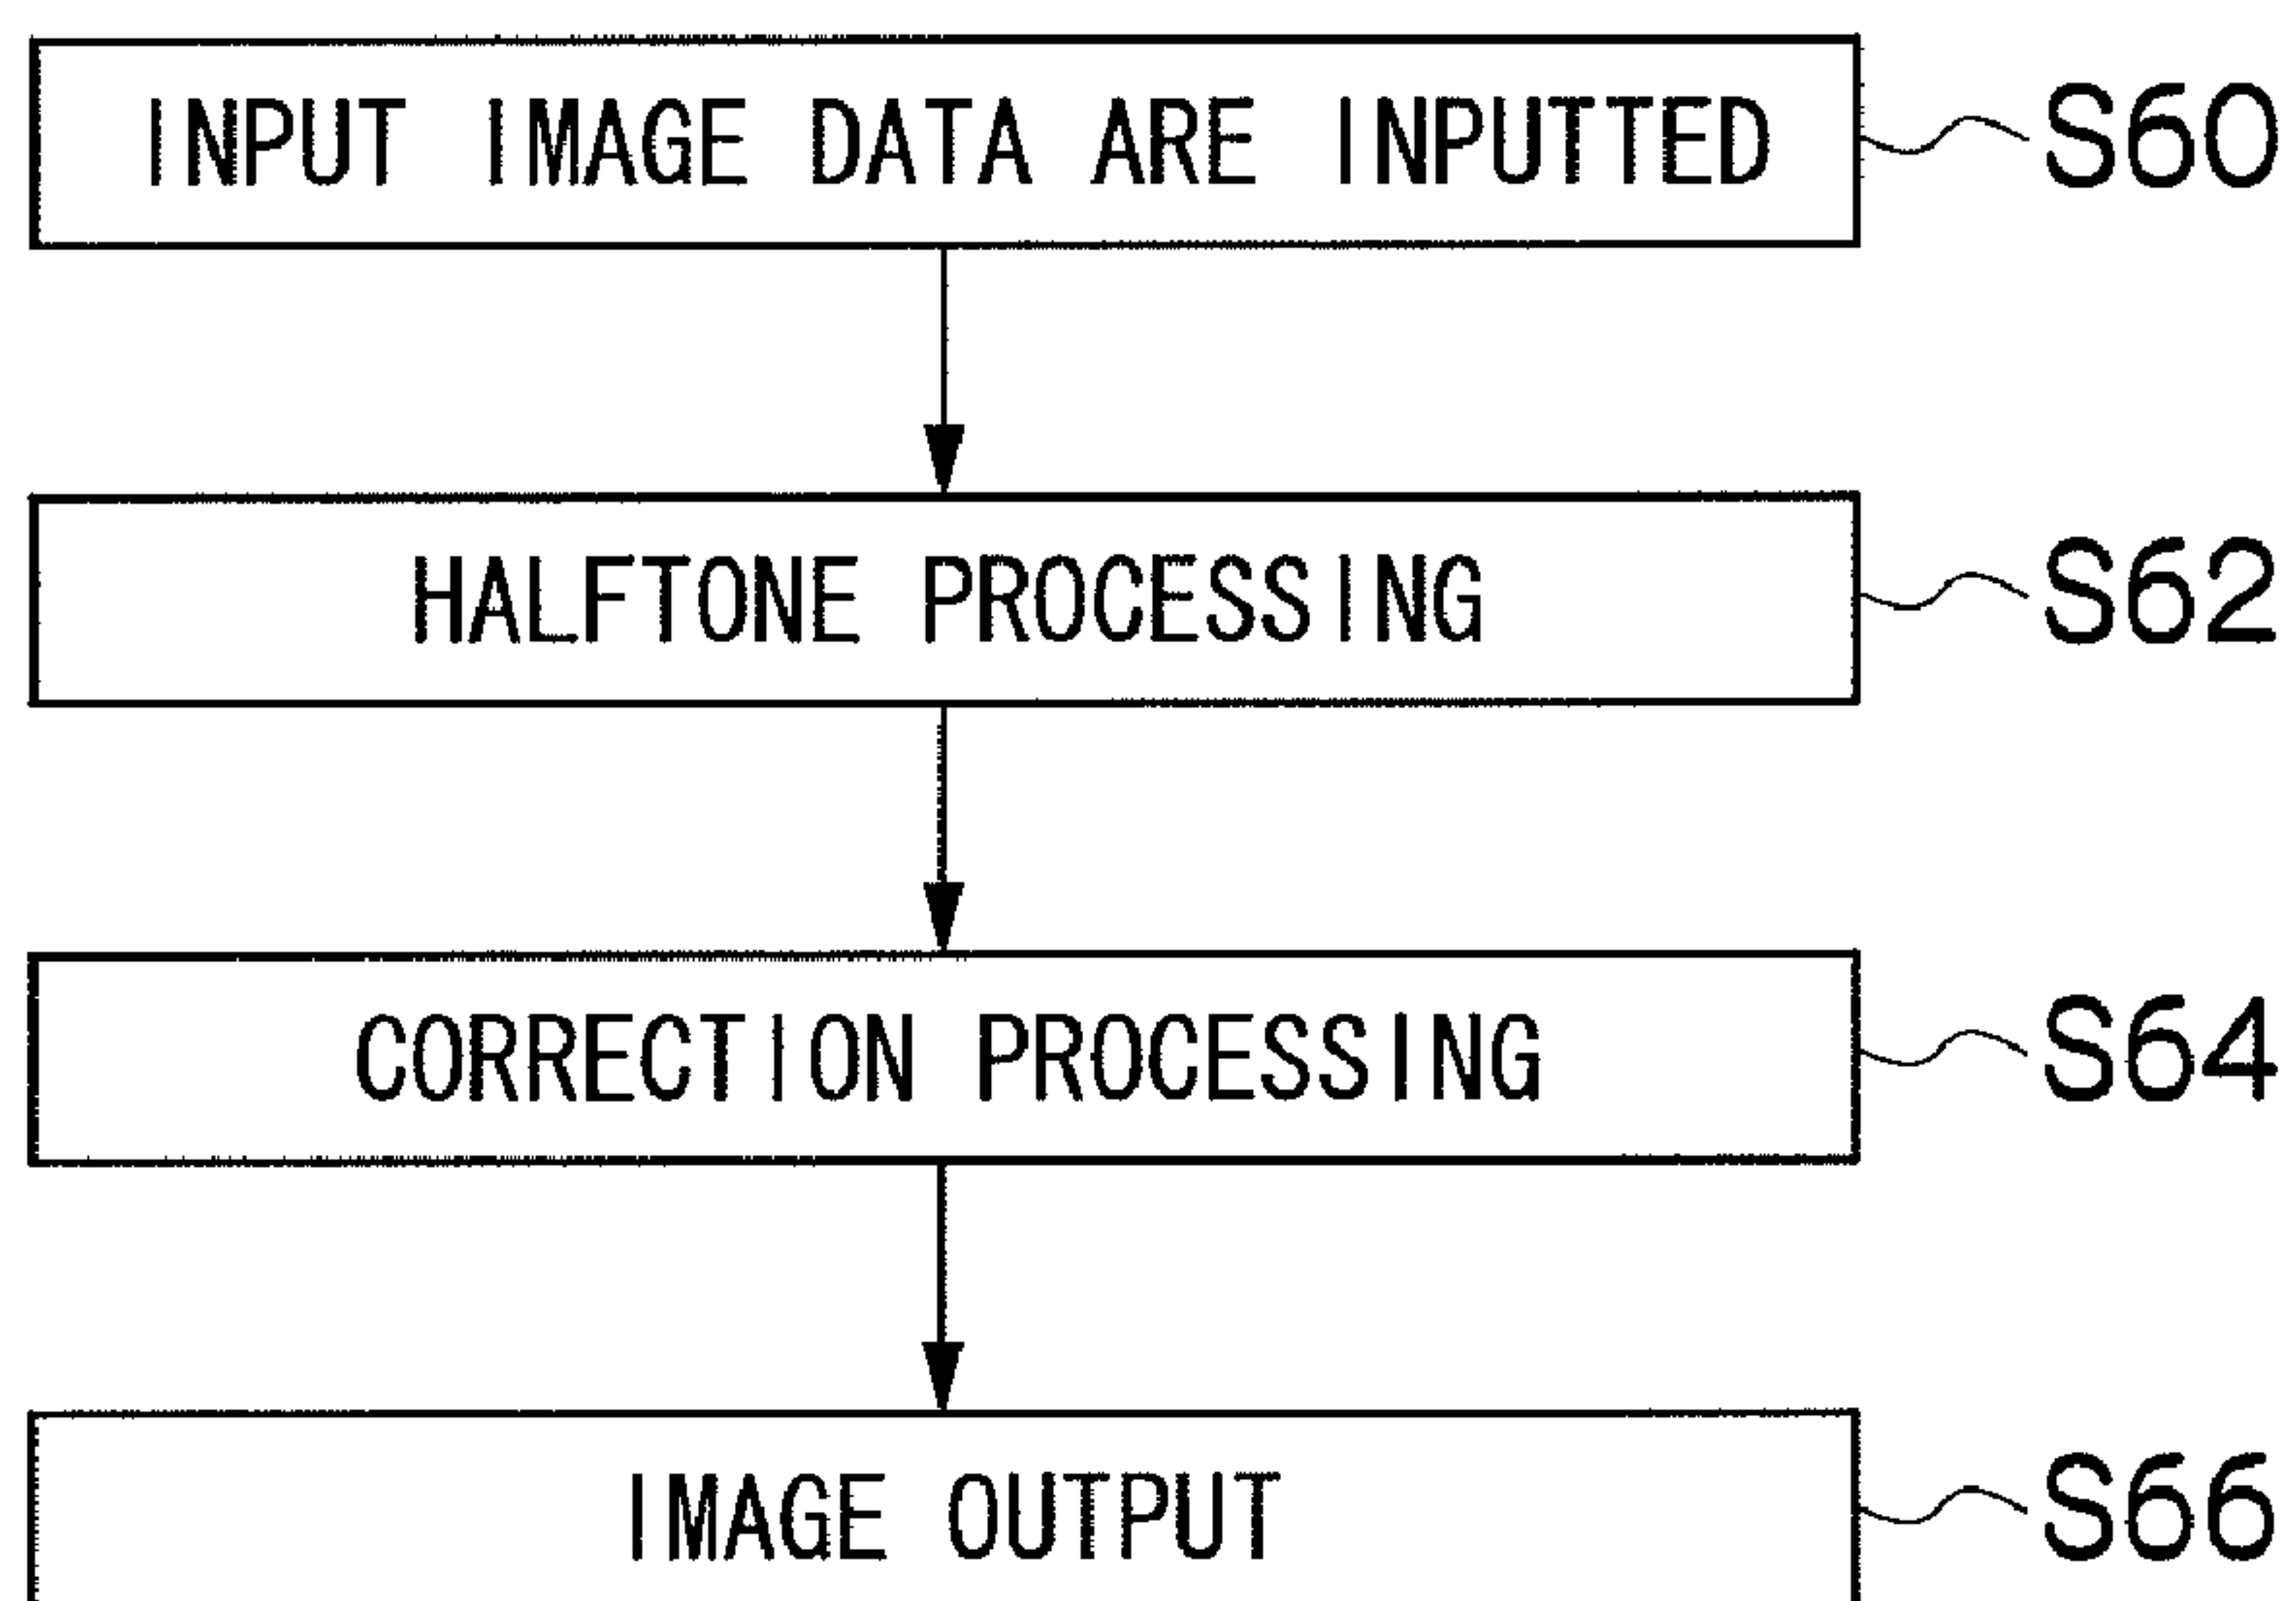 INPUT IMAGE DATA ARE INPUTTED S60
HALFTONE PROCESSING S62
CORRECTION PROCESSING S64
IMAGE OUTPUT S66